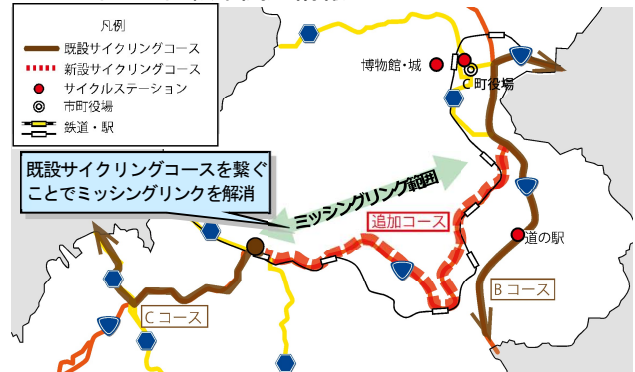 凡例
既設サイクリングコース
新設サイクリングコース
サイクルステーション
市町役場
鉄道・駅
博物館・城
C町役場
既設サイクリングコースを繋ぐ
ことでミッシングリンクを解消
ミッシングリンク範囲
追加コース
道の駅
Bコース
Cコース